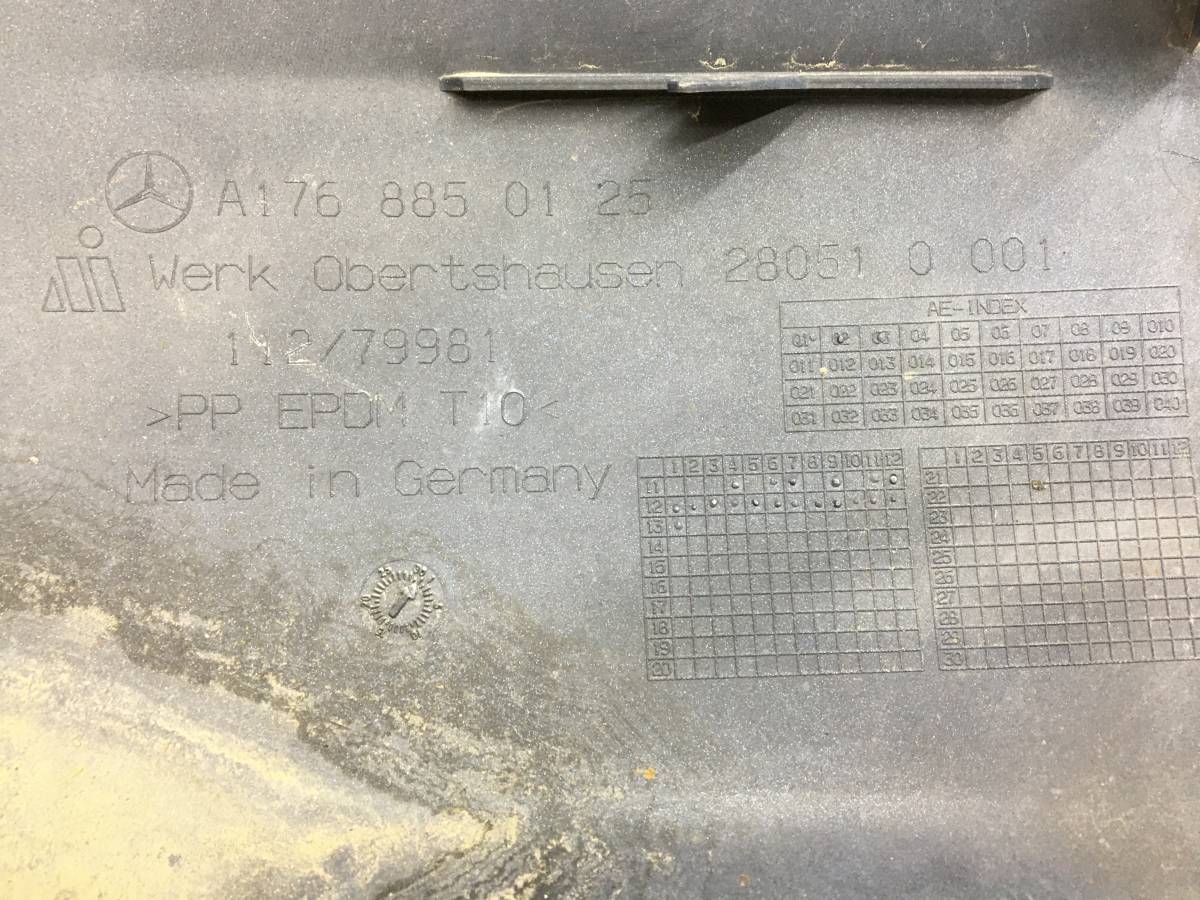 A176 885 01 25
Werk Obertshausen 28051 0 001
112/79981
>PP EPDM T10<
Made in Germany
AE-INDEX
01 02 03 04 05 06 07 08 09 010
011 012 013 014 015 016 017 018 019 020
021 022 023 024 025 026 027 028 029 030
031 032 033 034 035 036 037 038 039 040
1 2 3 4 5 6 7 8 9 10 11 12
11
12
13
14
15
16
17
18
19
20
1 2 3 4 5 6 7 8 9 10 11 12
21
22
23
24
25
26
27
28
29
30